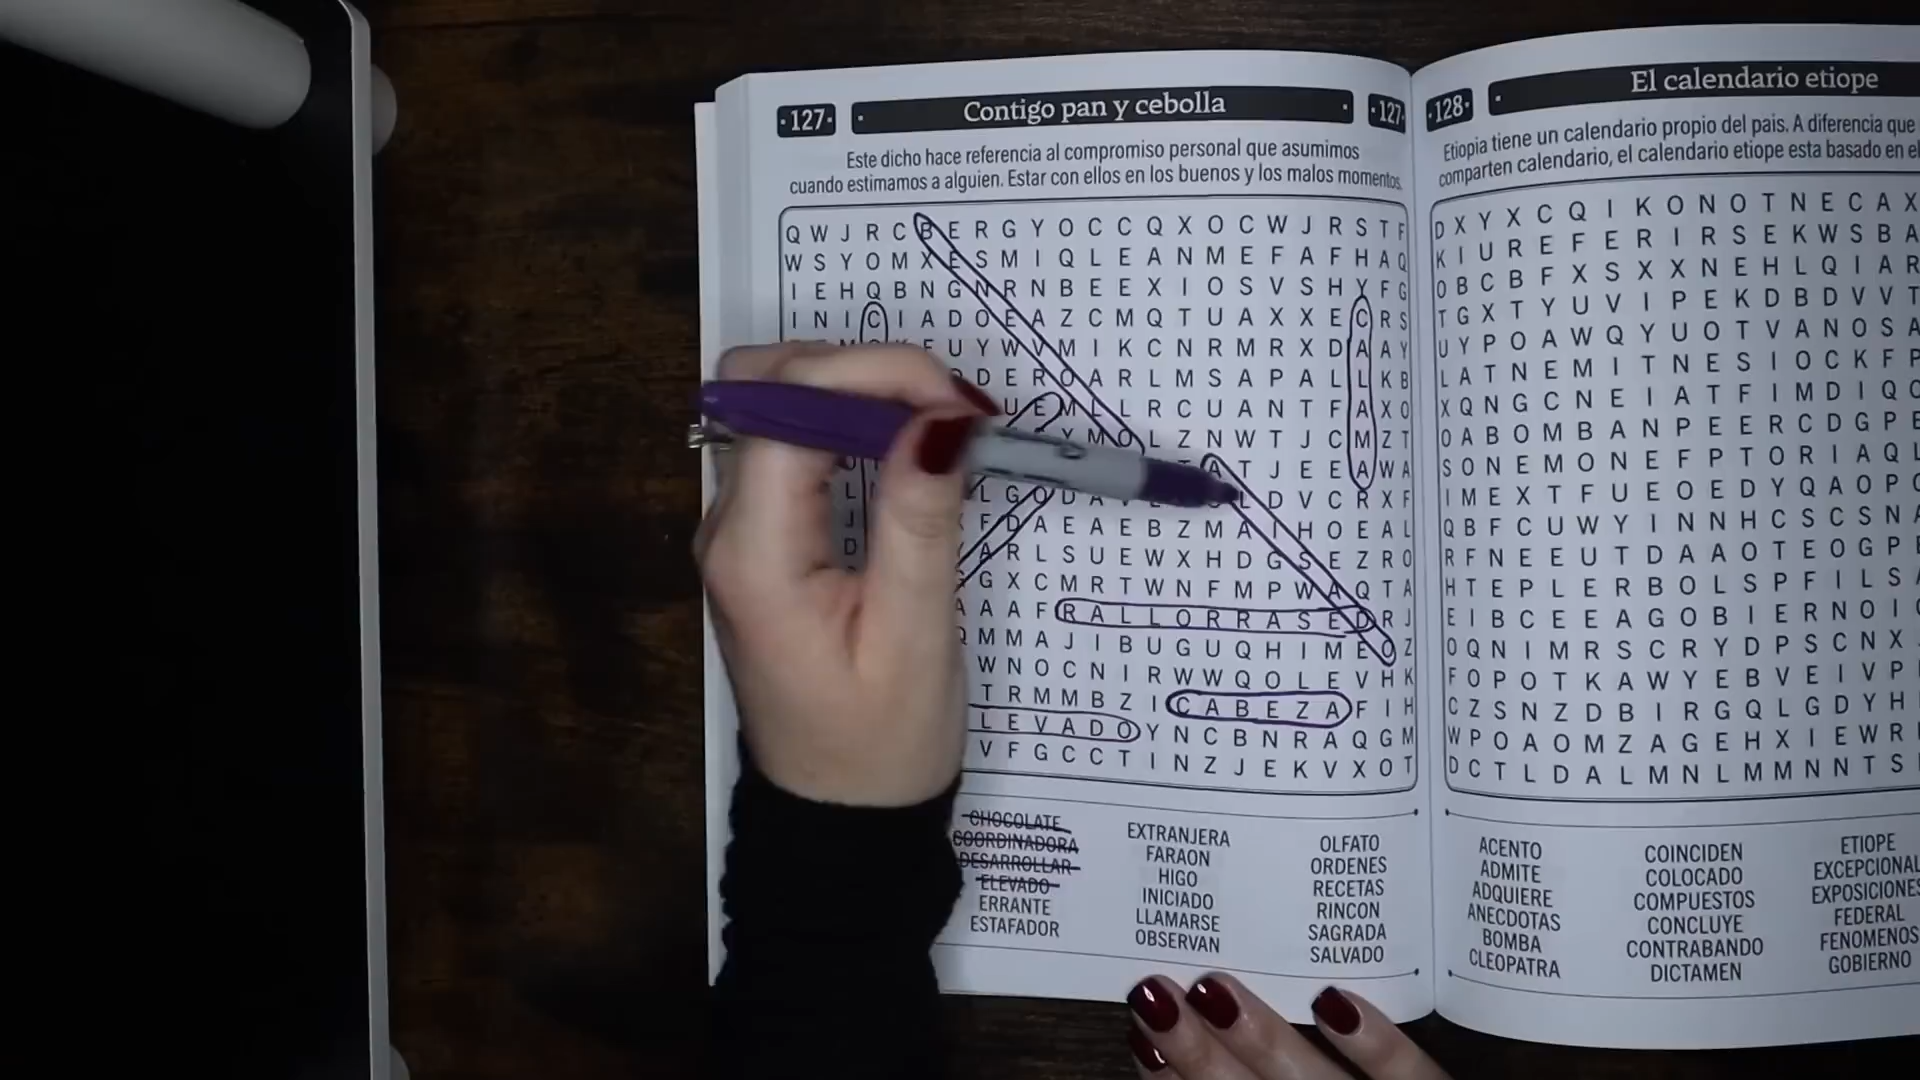 127 Contigo pan y cebolla 127
Este dicho hace referencia al compromiso personal que asumimos
cuando estimamos a alguien. Estar con ellos en los buenos y los malos momentos.
Q W J R C B E R G Y O C C Q X O C W J R S T F
W S Y O M X E S M I Q L E A N M E F A F H A Q
I E H Q B N G N R N B E E X I O S V S H Y F G
I N I C I A D O E A Z C M Q T U A X X E C R S
U Y W V M I K C N R M R X D A A Y
D E R O A R L M S A P A L L K B
U E M L L R C U A N T F A X O
Y M O L Z N W T J C M Z T
A T J E E A W A
L G O D A L D V C R X F
F D A E A E B Z M A I H O E A L
A R L S U E W X H D G S E Z R O
G G X C M R T W N F M P W A Q T A
A A A F R A L L O R R A S E D R J
Q M M A J I B U G U Q H I M E O Z
W N O C N I R W W Q O L E V H K
T R M M B Z I C A B E Z A F I H
L E V A D O Y N C B N R A Q G M
V F G C C T I N Z J E K V X O T
CHOCOLATE
COORDINADORA
DESARROLLAR
ELEVADO
ERRANTE
ESTAFADOR
EXTRANJERA
FARAON
HIGO
INICIADO
LLAMARSE
OBSERVAN
OLFATO
ORDENES
RECETAS
RINCON
SAGRADA
SALVADO
128 El calendario etiope
Etiopia tiene un calendario propio del pais. A diferencia que
comparten calendario, el calendario etiope esta basado en el
D X Y X C Q I K O N O T N E C A X
K I U R E F E R I R S E K W S B A
O B C B F X S X X N E H L Q I A R
T G X T Y U V I P E K D B D V V T
U Y P O A W Q Y U O T V A N O S A
L A T N E M I T N E S I O C K F P
X Q N G C N E I A T F I M D I Q
O A B O M B A N P E E R C D G P E
S O N E M O N E F P T O R I A Q L
I M E X T F U E O E D Y Q A O P
Q B F C U W Y I N N H C S C S N A
R F N E E U T D A A O T E O G P
H T E P L E R B O L S P F I L S
E I B C E E A G O B I E R N O I
O Q N I M R S C R Y D P S C N X
F O P O T K A W Y E B V E I V P
C Z S N Z D B I R G Q L G D Y H
W P O A O M Z A G E H X I E W R
D C T L D A L M N L M M N N T S
ACENTO
ADMITE
ADQUIERE
ANECDOTAS
BOMBA
CLEOPATRA
COINCIDEN
COLOCADO
COMPUESTOS
CONCLUYE
CONTRABANDO
DICTAMEN
ETIOPE
EXCEPCIONAL
EXPOSICIONES
FEDERAL
FENOMENOS
GOBIERNO